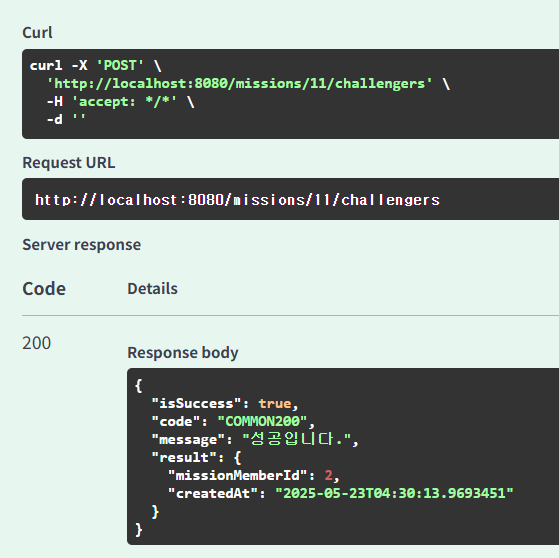 Curl
curl -X 'POST' \
  'http://localhost:8080/missions/11/challengers' \
  -H 'accept: */*' \
  -d ''
Request URL
http://localhost:8080/missions/11/challengers
Server response
Code Details
200
Response body
{
  "isSuccess": true,
  "code": "COMMON200",
  "message": "성공입니다.",
  "result": {
    "missionMemberId": 2,
    "createdAt": "2025-05-23T04:30:13.9693451"
  }
}